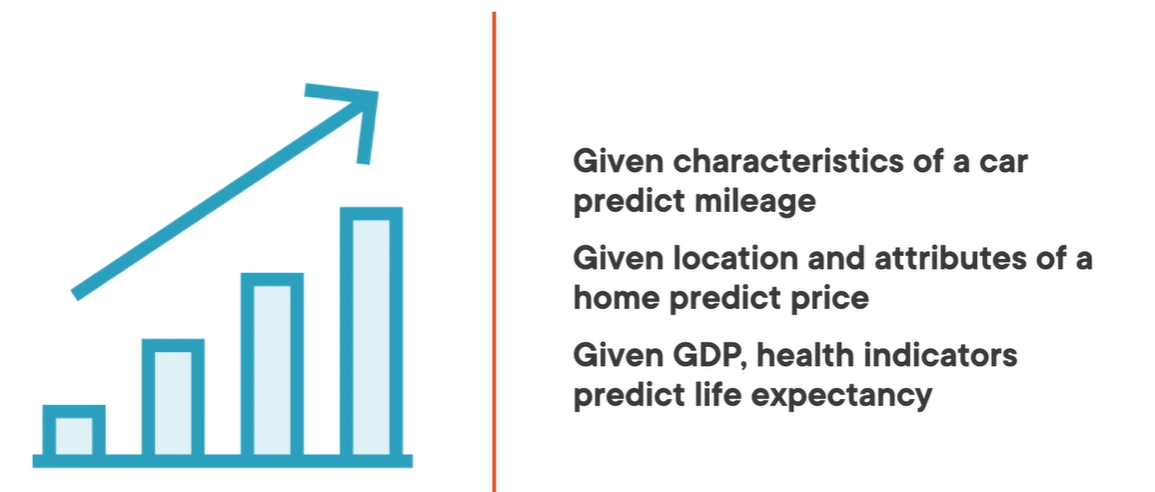 Given characteristics of a car
predict mileage
Given location and attributes of a
home predict price
Given GDP, health indicators
predict life expectancy